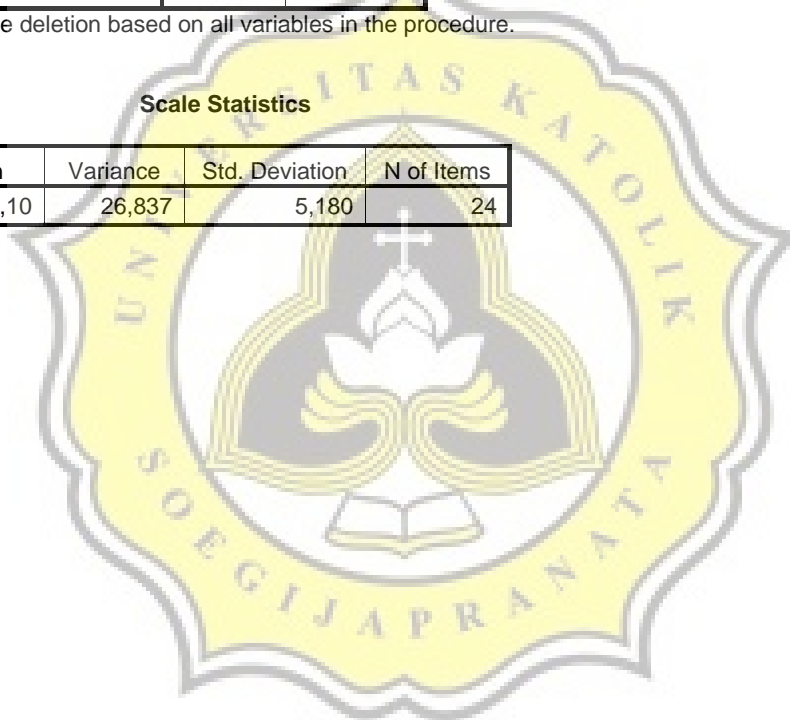 e deletion based on all variables in the procedure.
Scale Statistics
Variance Std. Deviation N of Items
,10 26,837 5,180 24
UNIVERSITAS KATOLIK
SOEGIJAPRANATA